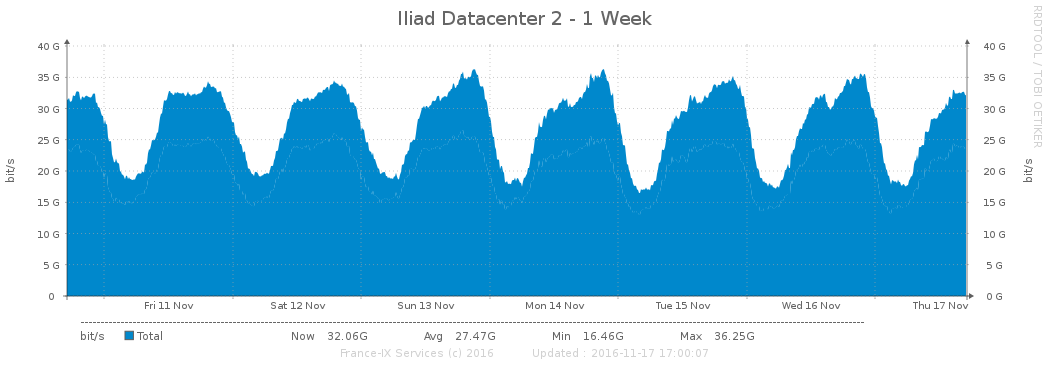 Iliad Datacenter 2 - 1 Week
RRDTOOL / TOBI OETIKER
40 G 40 G
35 G 35 G
30 G 30 G
25 G 25 G
20 G 20 G
15 G 15 G
10 G 10 G
5 G 5 G
0 0 G
bit/s bit/s
Fri 11 Nov Sat 12 Nov Sun 13 Nov Mon 14 Nov Tue 15 Nov Wed 16 Nov Thu 17 Nov
bit/s Total Now 32.06G Avg 27.47G Min 16.46G Max 36.25G
France-IX Services (c) 2016 Updated : 2016-11-17 17:00:07